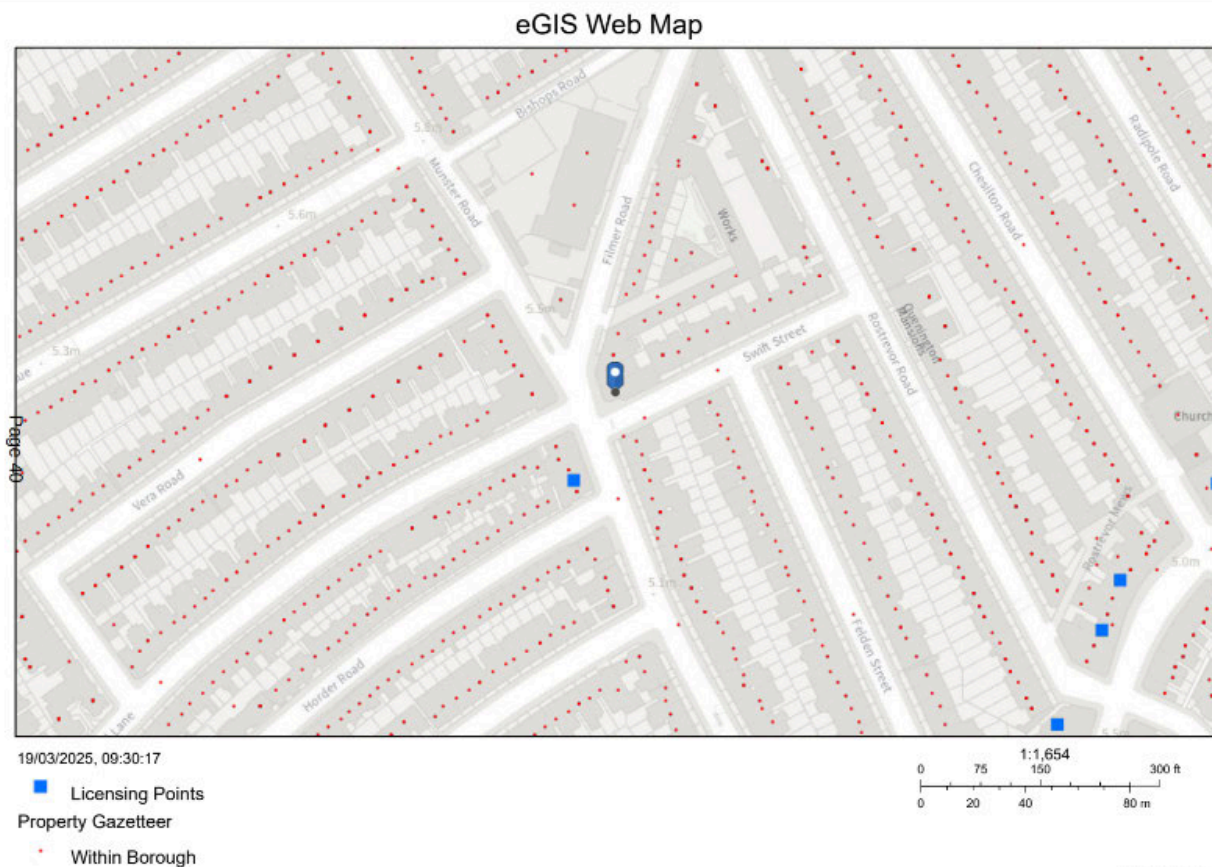 eGIS Web Map
Bishops Road
5.6m
Munster Road
5.6m
Filmer Road
Works
Radipole Road
Chesilton Road
5.5m
5.3m
ue
Swift Street
Quenington
Mansions
Rostrevor Road
Church
Page 40
Vera Road
Rostrevor Mews
5.0m
5.1m
Felden Street
Horder Road
Lane
19/03/2025, 09:30:17
1:1,654
0 75 150 300 ft
0 20 40 80 m
Licensing Points
Property Gazetteer
Within Borough